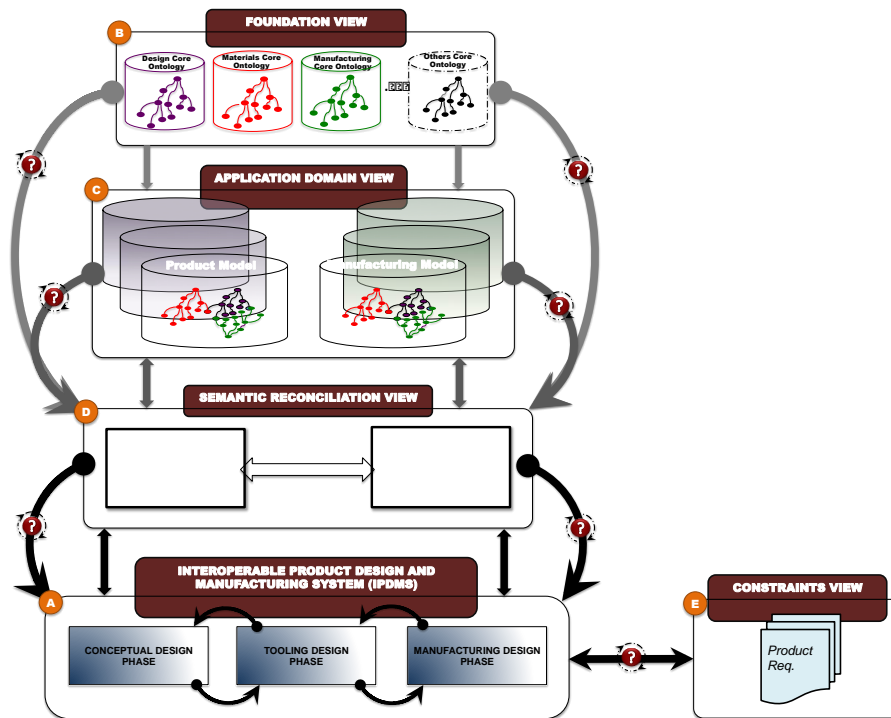 FOUNDATION VIEW
B
Design Core
Ontology
Materials Core
Ontology
Manufacturing
Core Ontology
Others Core
Ontology
?
?
APPLICATION DOMAIN VIEW
C
Product Model
Manufacturing Model
?
?
SEMANTIC RECONCILIATION VIEW
D
?
?
INTEROPERABLE PRODUCT DESIGN AND
MANUFACTURING SYSTEM (IPDMS)
A
CONCEPTUAL DESIGN
PHASE
TOOLING DESIGN
PHASE
MANUFACTURING DESIGN
PHASE
?
CONSTRAINTS VIEW
E
Product
Req.